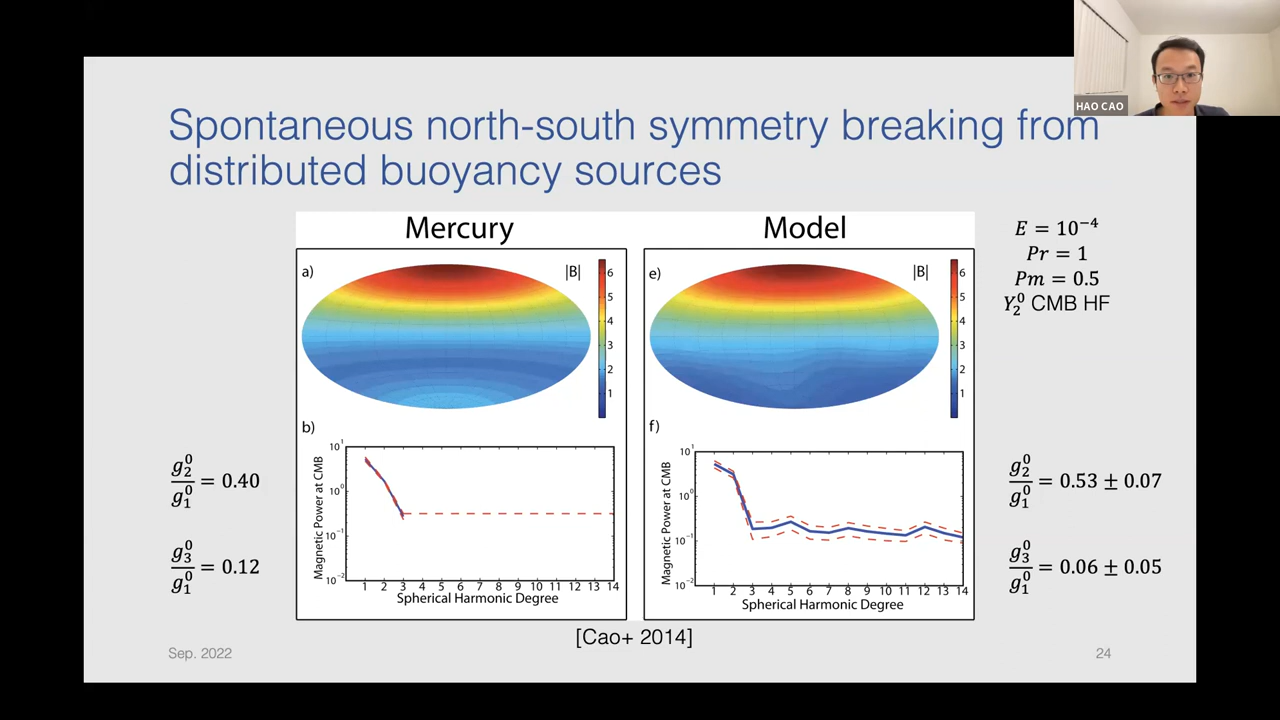 HAO CAO
Spontaneous north-south symmetry breaking from
distributed buoyancy sources
Mercury
Model
E = 10⁻⁴
Pr = 1
Pm = 0.5
Y₂⁰ CMB HF
a)
|B|
6
5
4
3
2
1
e)
|B|
6
5
4
3
2
1
b)
Magnetic Power at CMB
10¹
10⁰
10⁻¹
10⁻²
1 2 3 4 5 6 7 8 9 10 11 12 13 14
Spherical Harmonic Degree
f)
Magnetic Power at CMB
10¹
10⁰
10⁻¹
10⁻²
1 2 3 4 5 6 7 8 9 10 11 12 13 14
Spherical Harmonic Degree
g₂⁰/g₁⁰ = 0.40
g₃⁰/g₁⁰ = 0.12
g₂⁰/g₁⁰ = 0.53 ± 0.07
g₃⁰/g₁⁰ = 0.06 ± 0.05
[Cao+ 2014]
Sep. 2022
24